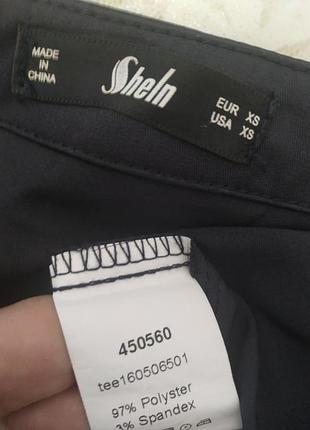 MADE
IN
CHINA
SheIn
EUR XS
USA XS
450560
tee160506501
97% Polyster
3% Spandex